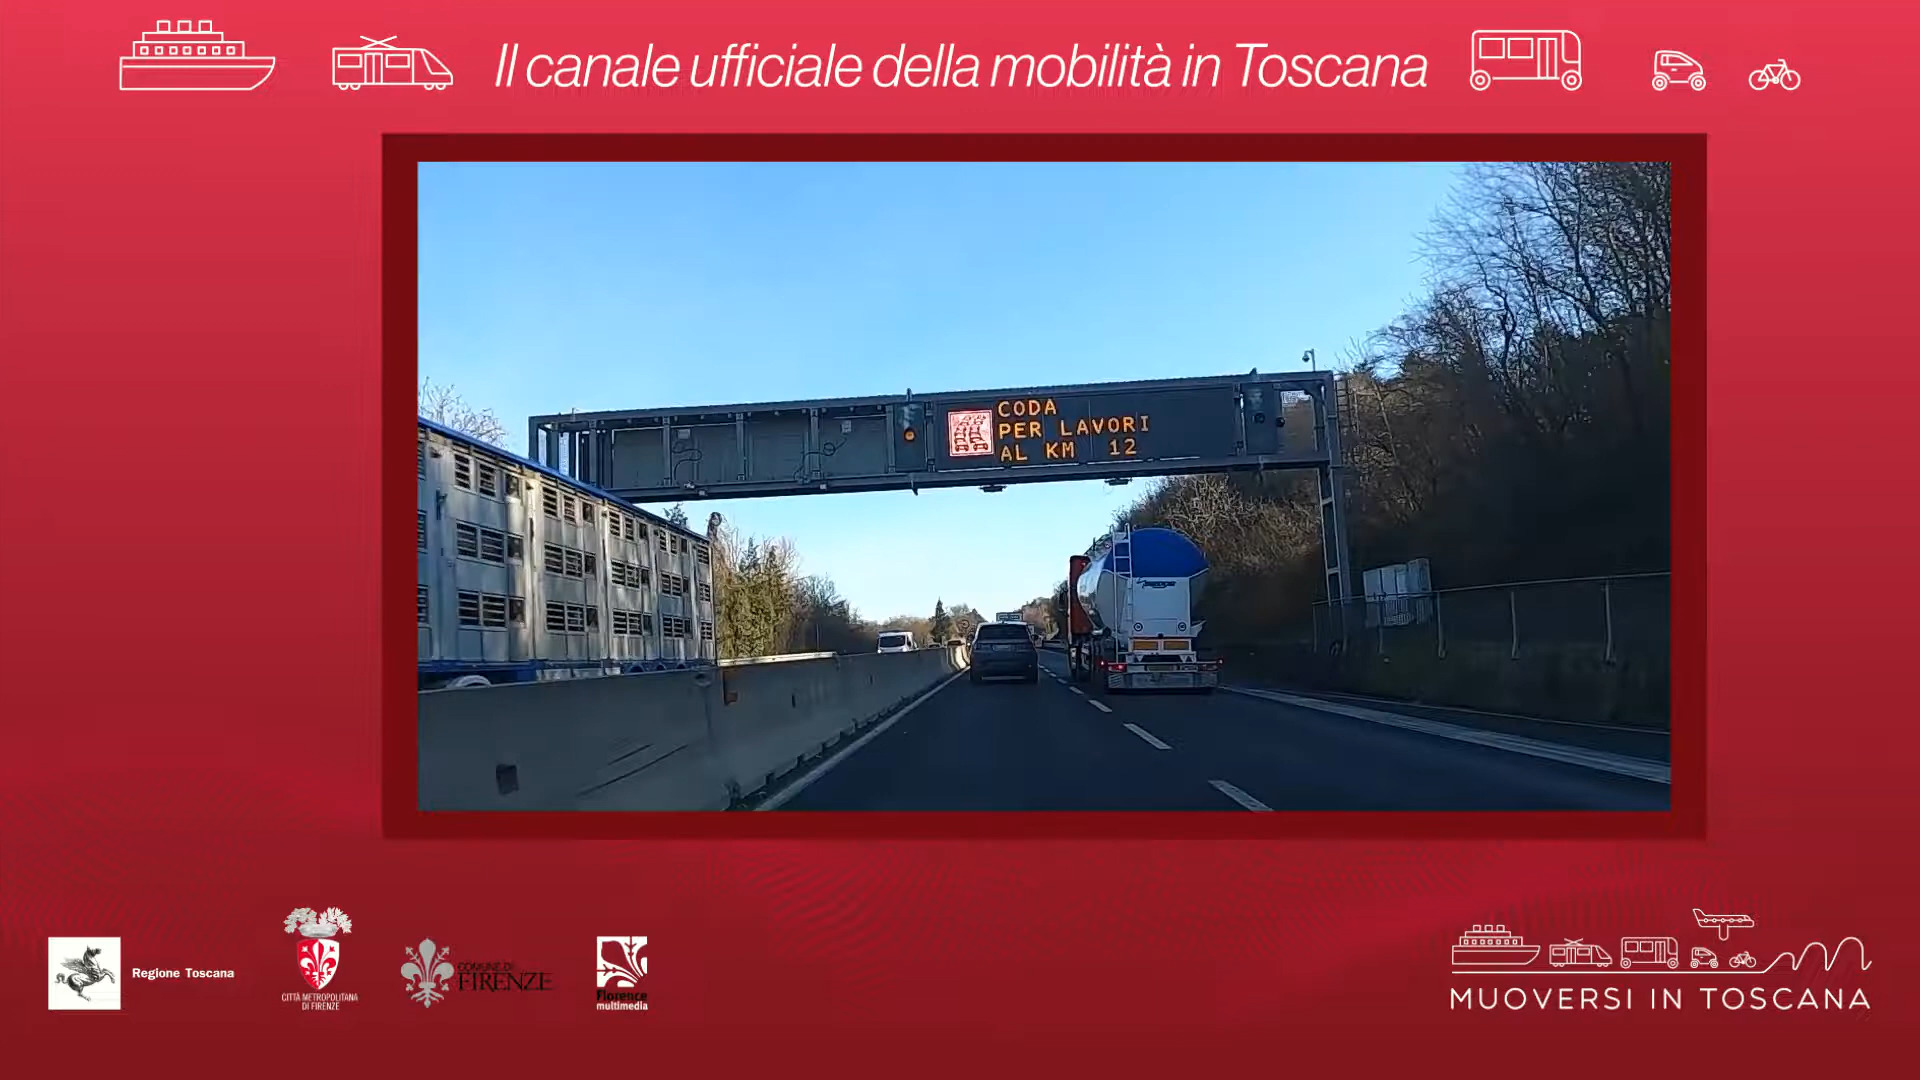 Il canale ufficiale della mobilità in Toscana
CODA
PER LAVORI
AL KM 12
Regione Toscana
CITTÀ METROPOLITANA
DI FIRENZE
COMUNE DI
FIRENZE
Florence
multimedia
MUOVERSI IN TOSCANA